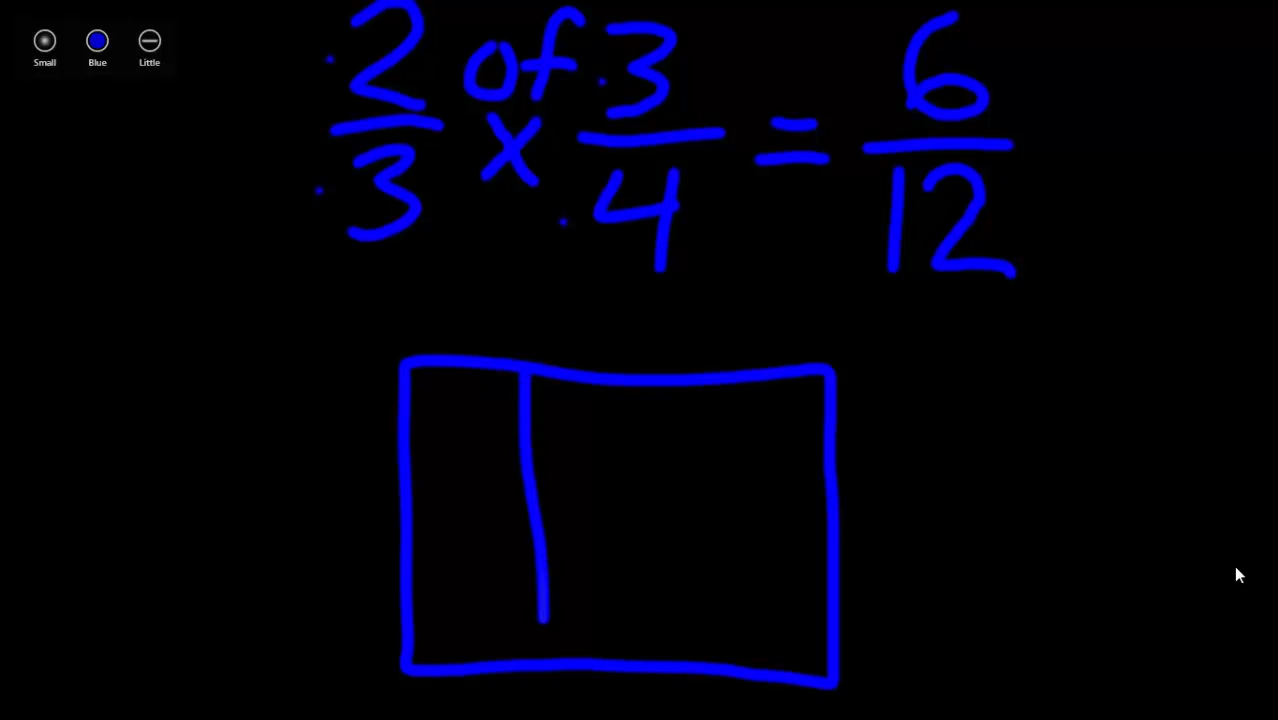 Small Blue Little
2/3 of x 3/4 = 6/12